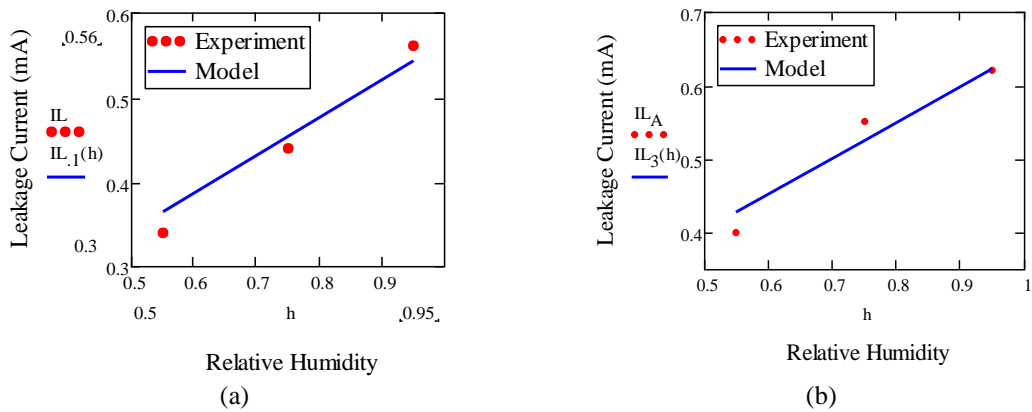 0.6
0.56
0.5
0.4
0.3
0.3
Leakage Current (mA)
IL
IL.1(h)
Experiment
Model
0.5 0.6 0.7 0.8 0.9
0.5 h 0.95
Relative Humidity
(a)
0.7
0.6
0.5
0.4
Leakage Current (mA)
IL_A
IL_3(h)
Experiment
Model
0.5 0.6 0.7 0.8 0.9 1
h
Relative Humidity
(b)